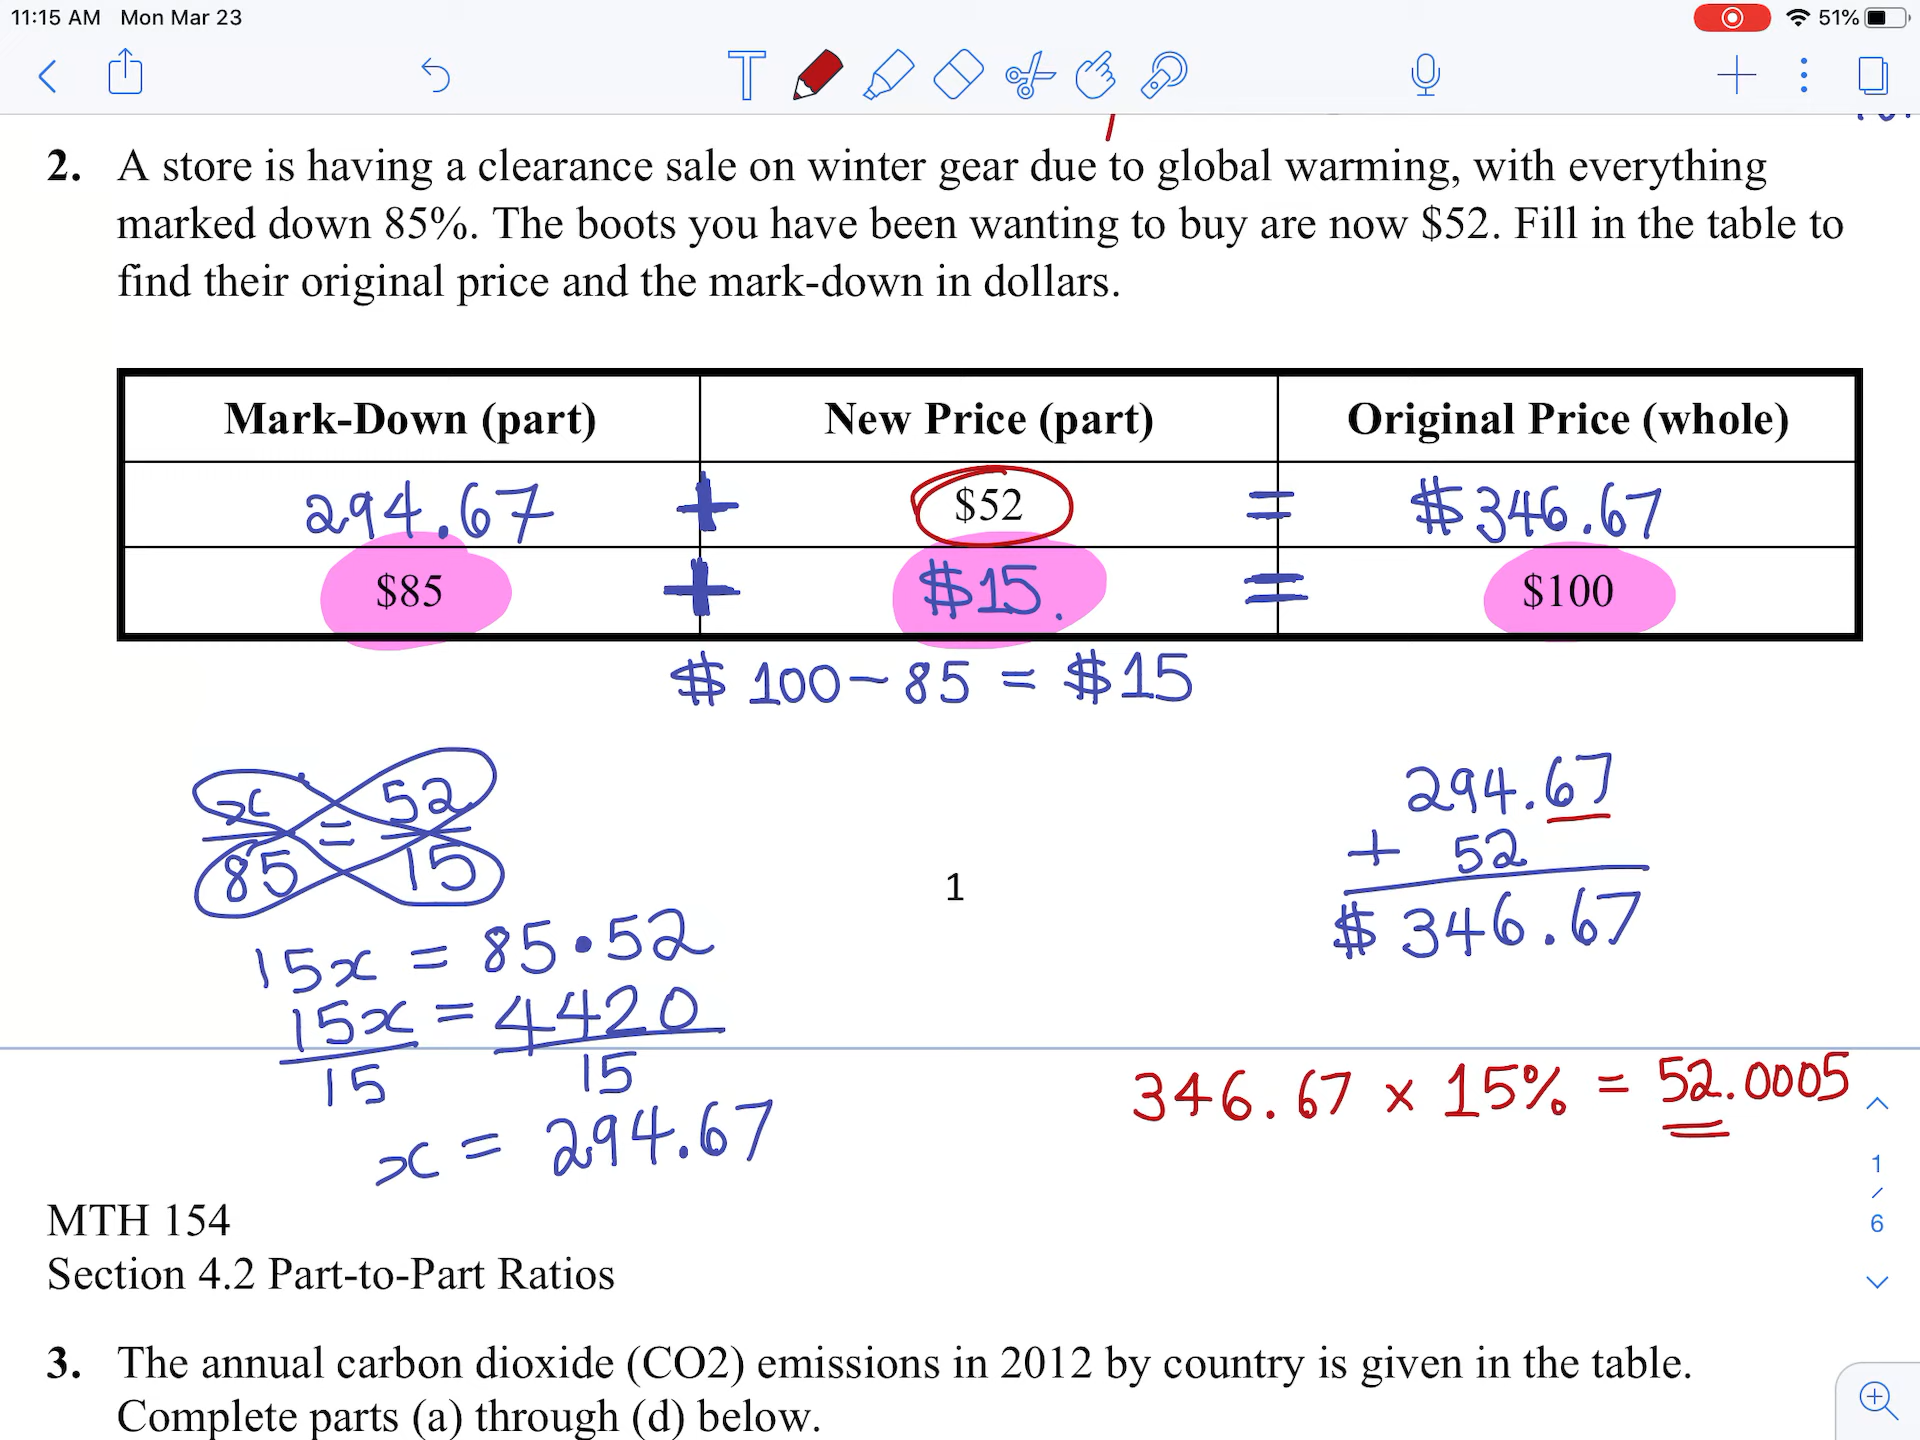 11:15 AM Mon Mar 23 51%
T
2. A store is having a clearance sale on winter gear due to global warming, with everything
marked down 85%. The boots you have been wanting to buy are now $52. Fill in the table to
find their original price and the mark-down in dollars.
Mark-Down (part) New Price (part) Original Price (whole)
294.67 + $52 = $346.67
$85 + $15. = $100
$ 100 - 85 = $15
x/85 = 52/15
15x = 85•52
15x/15 = 4420/15
x = 294.67
1
294.67
+ 52
$ 346.67
346.67 x 15% = 52.0005
1
/
6
MTH 154
Section 4.2 Part-to-Part Ratios
3. The annual carbon dioxide (CO2) emissions in 2012 by country is given in the table.
Complete parts (a) through (d) below.